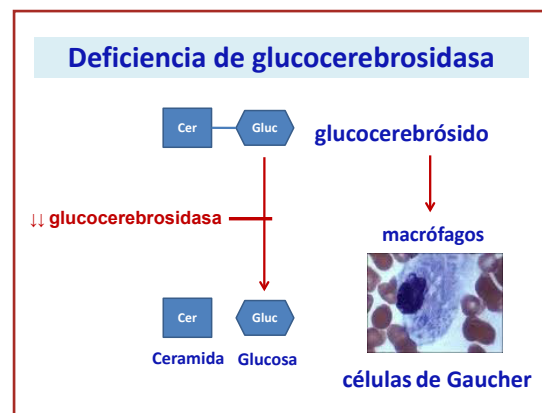 Deficiencia de glucocerebrosidasa
Cer
Gluc
glucocerebrósido
↓↓ glucocerebrosidasa
macrófagos
Cer
Gluc
Ceramida
Glucosa
células de Gaucher